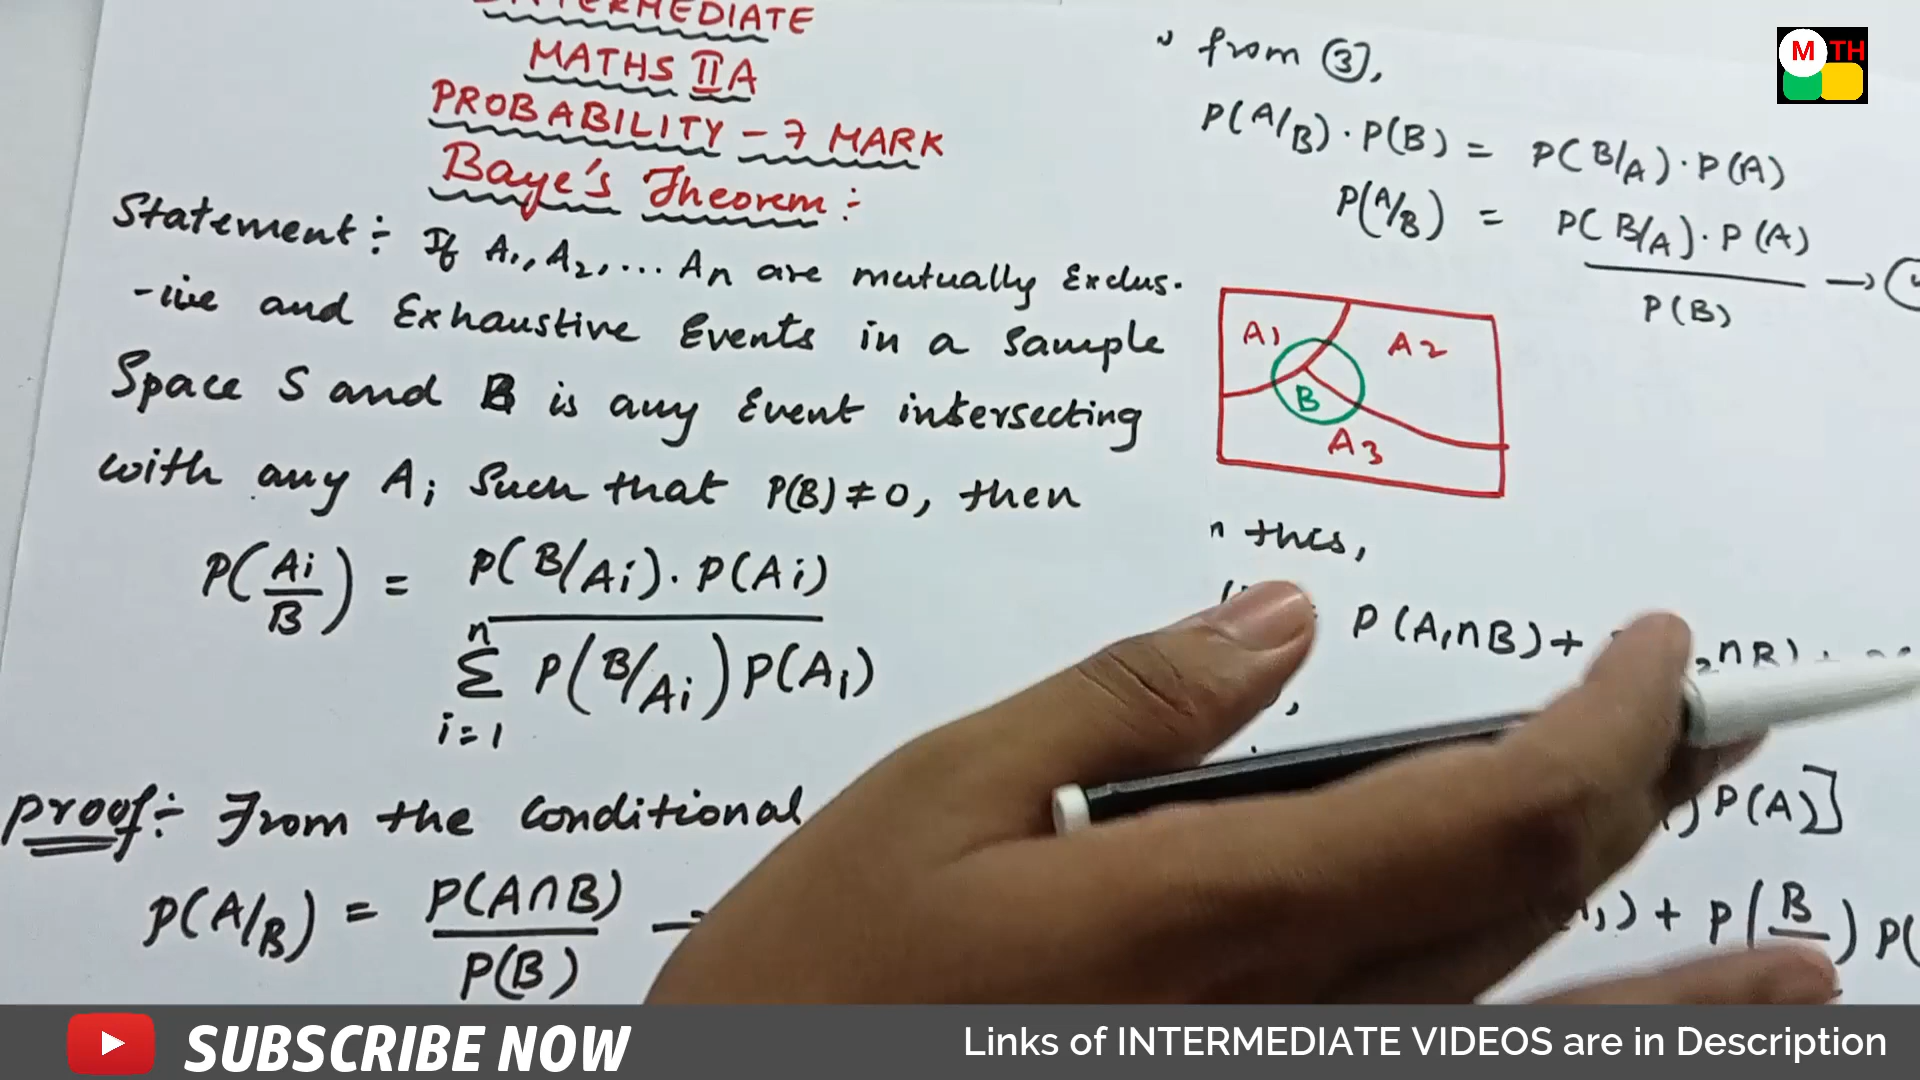 INTERMEDIATE
MATHS IIA
PROBABILITY - 7 MARK
Baye's Theorem :-
Statement :- If A1, A2, ... An are mutually Exclus-
-ive and Exhaustive Events in a sample
Space S and B is any Event intersecting
with any Ai such that P(B) ≠ 0, then
P(Ai/B) = P(B/Ai). P(Ai)
n
Σ P(B/Ai) P(Ai)
i=1
Proof :- From the conditional
P(A/B) = P(A∩B) →
P(B)
from ③,
P(A/B) . P(B) = P(B/A) . P(A)
P(A/B) = P(B/A) . P(A) →
P(B)
A1
A2
B
A3
this,
P(A1∩B) +
P(A)]
+ P(B
M TH
SUBSCRIBE NOW
Links of INTERMEDIATE VIDEOS are in Description